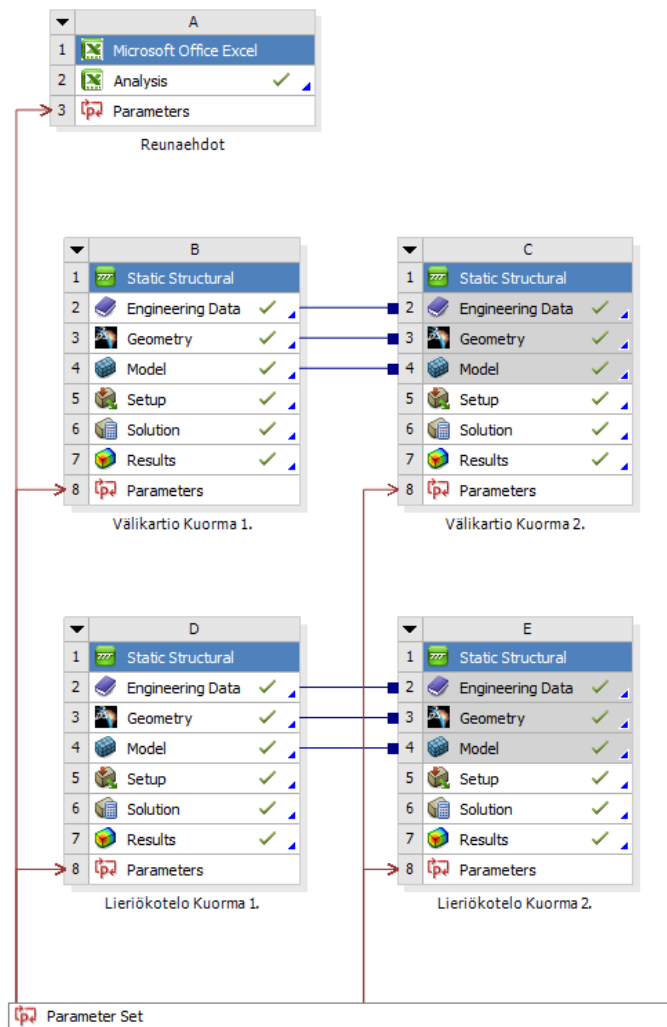 A
1 Microsoft Office Excel
2 Analysis
3 Parameters
Reunaehdot
B
1 Static Structural
2 Engineering Data
3 Geometry
4 Model
5 Setup
6 Solution
7 Results
8 Parameters
Välikartio Kuorma 1.
C
1 Static Structural
2 Engineering Data
3 Geometry
4 Model
5 Setup
6 Solution
7 Results
8 Parameters
Välikartio Kuorma 2.
D
1 Static Structural
2 Engineering Data
3 Geometry
4 Model
5 Setup
6 Solution
7 Results
8 Parameters
Lieriökotelo Kuorma 1.
E
1 Static Structural
2 Engineering Data
3 Geometry
4 Model
5 Setup
6 Solution
7 Results
8 Parameters
Lieriökotelo Kuorma 2.
Parameter Set